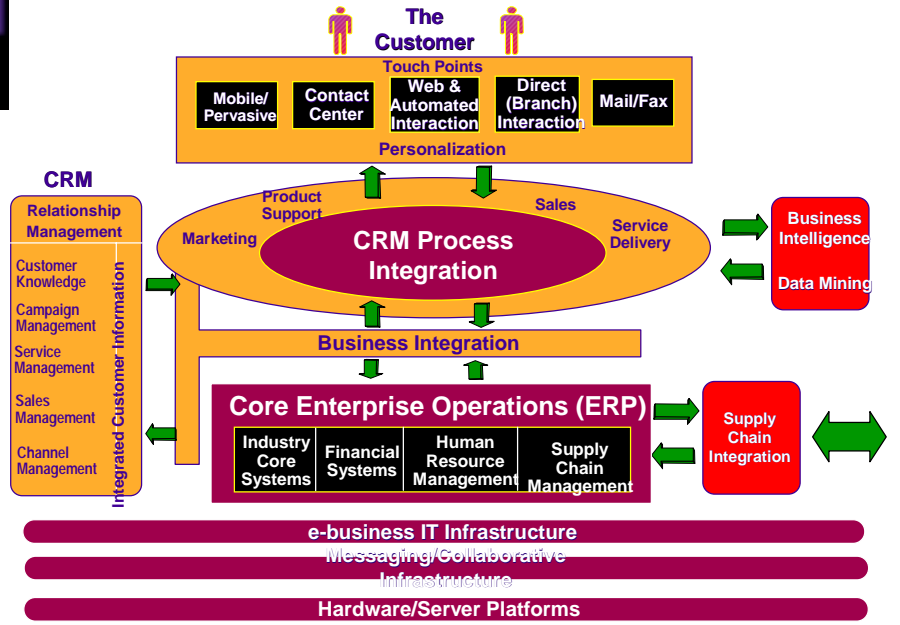 The
Customer
Touch Points
Mobile/
Pervasive
Contact
Center
Web &
Automated
Interaction
Direct
(Branch)
Interaction
Mail/Fax
Personalization
CRM
Relationship
Management
Customer
Knowledge
Campaign
Management
Service
Management
Sales
Management
Channel
Management
Integrated Customer Information
Marketing
Product
Support
Sales
Service
Delivery
CRM Process
Integration
Business
Intelligence
Data Mining
Business Integration
Core Enterprise Operations (ERP)
Industry
Core
Systems
Financial
Systems
Human
Resource
Management
Supply
Chain
Management
Supply
Chain
Integration
e-business IT Infrastructure
Messaging/Collaborative
Infrastructure
Hardware/Server Platforms